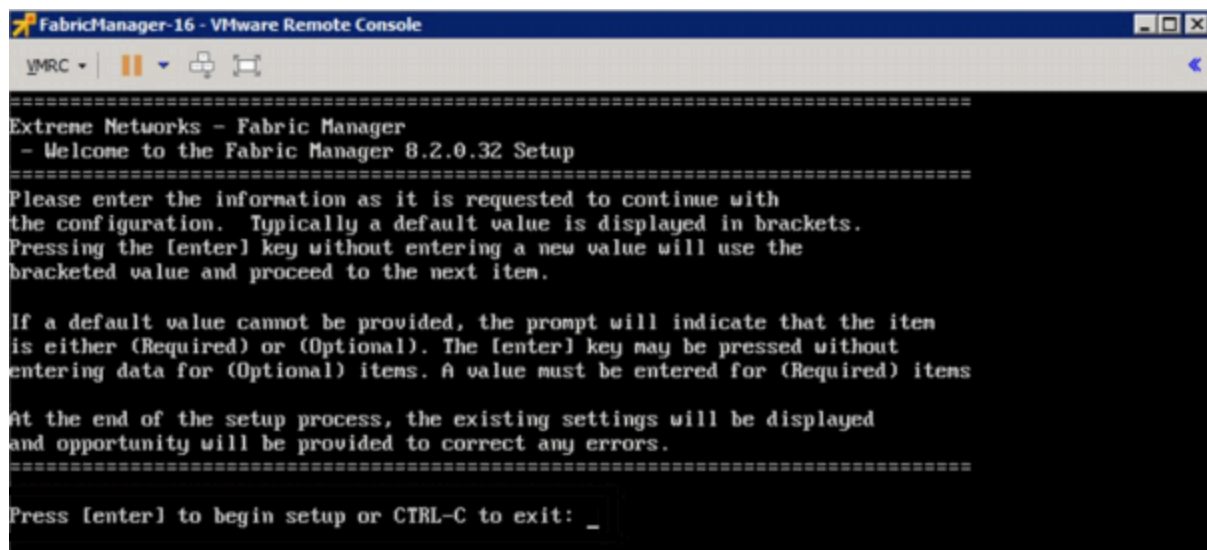 FabricManager-16 - VMware Remote Console
VMRC
================================================================================
Extreme Networks - Fabric Manager
 - Welcome to the Fabric Manager 8.2.0.32 Setup
================================================================================
Please enter the information as it is requested to continue with
the configuration.  Typically a default value is displayed in brackets.
Pressing the [enter] key without entering a new value will use the
bracketed value and proceed to the next item.
If a default value cannot be provided, the prompt will indicate that the item
is either (Required) or (Optional). The [enter] key may be pressed without
entering data for (Optional) items. A value must be entered for (Required) items
At the end of the setup process, the existing settings will be displayed
and opportunity will be provided to correct any errors.
================================================================================
Press [enter] to begin setup or CTRL-C to exit: _